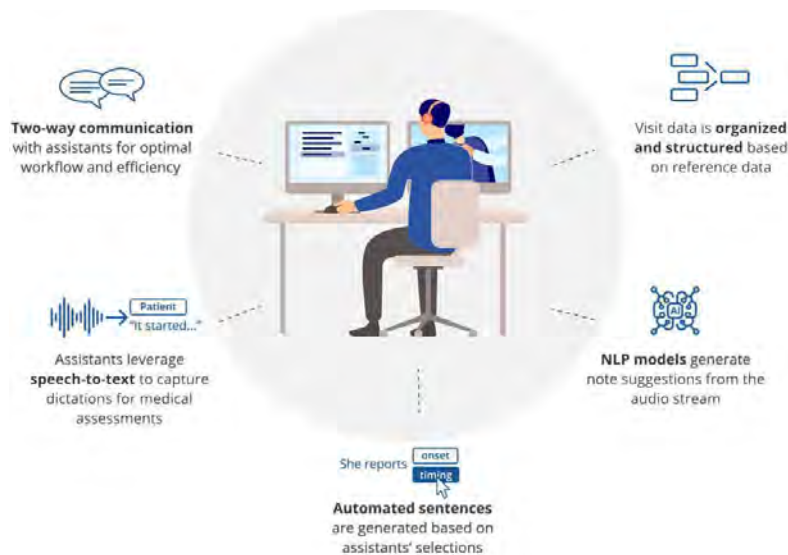 Two-way communication
with assistants for optimal
workflow and efficiency
Visit data is organized
and structured based
on reference data
Patient
"It started..."
Assistants leverage
speech-to-text to capture
dictations for medical
assessments
AI
NLP models generate
note suggestions from the
audio stream
She reports
onset
timing
Automated sentences
are generated based on
assistants' selections